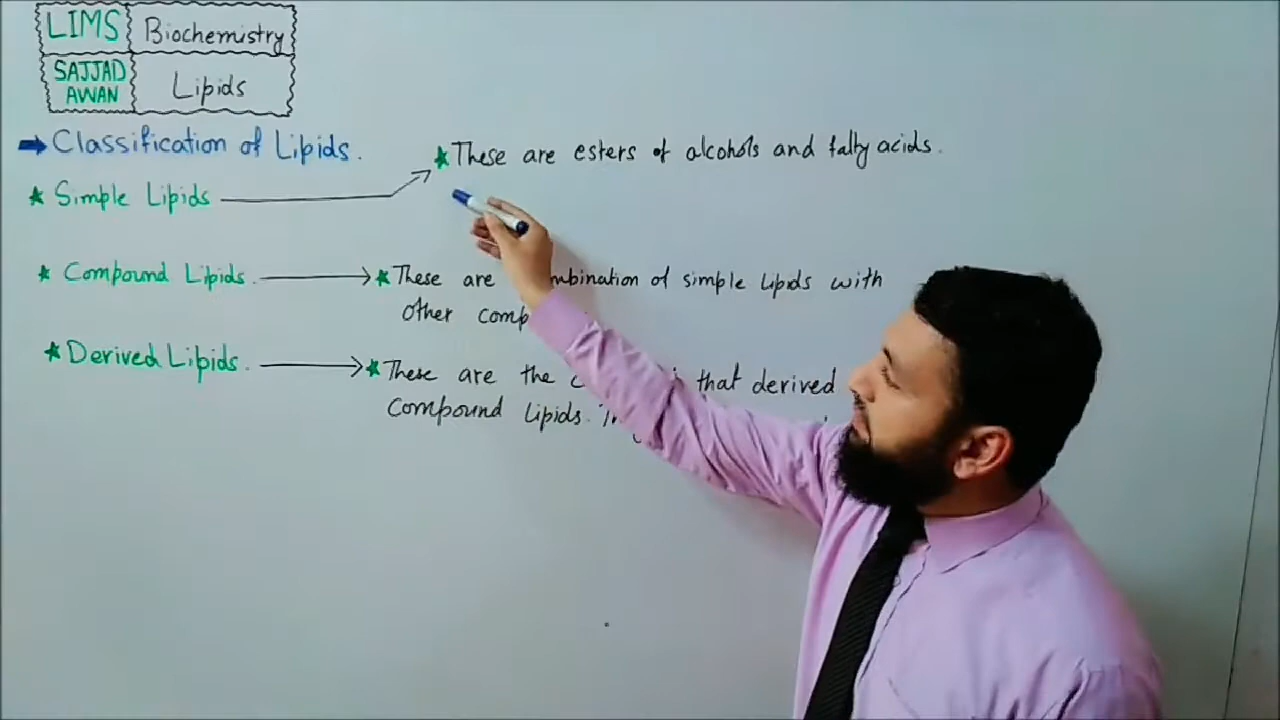 LIMS Biochemistry
SAJJAD AWAN Lipids
Classification of Lipids.
Simple Lipids
These are esters of alcohols and fatty acids.
Compound Lipids.
These are mbination of simple lipids with
other comp
Derived Lipids.
These are the that derived
Compound Lipids.